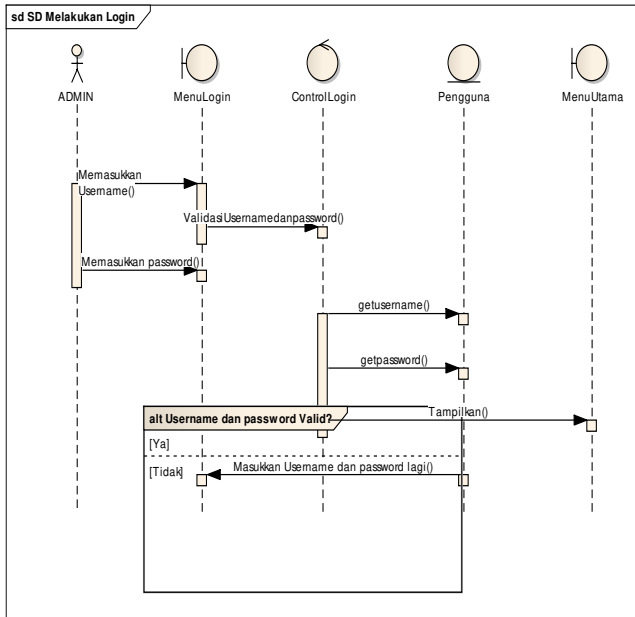 sd SD Melakukan Login
ADMIN
MenuLogin
ControlLogin
Pengguna
MenuUtama
Memasukkan
Username()
ValidasiUsernamedanpassword()
Memasukkan password()
getusername()
getpassword()
alt Username dan password Valid?
Tampilkan()
[Ya]
[Tidak]
Masukkan Username dan password lagi()